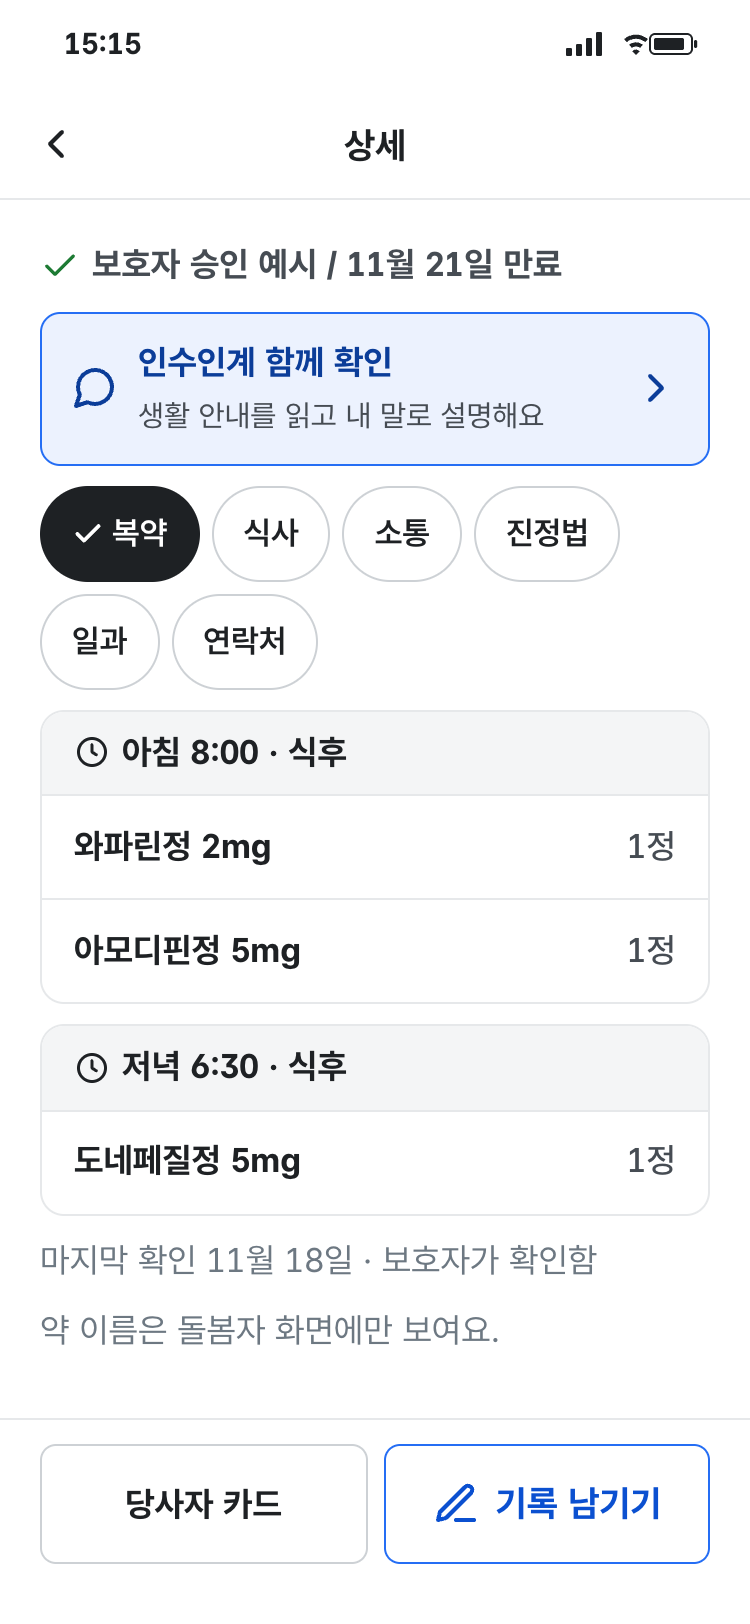 15:15
상세
보호자 승인 예시 / 11월 21일 만료
인수인계 함께 확인
생활 안내를 읽고 내 말로 설명해요
복약 식사 소통 진정법
일과 연락처
아침 8:00 · 식후
와파린정 2mg 1정
아모디핀정 5mg 1정
저녁 6:30 · 식후
도네페질정 5mg 1정
마지막 확인 11월 18일 · 보호자가 확인함
약 이름은 돌봄자 화면에만 보여요.
당사자 카드 기록 남기기